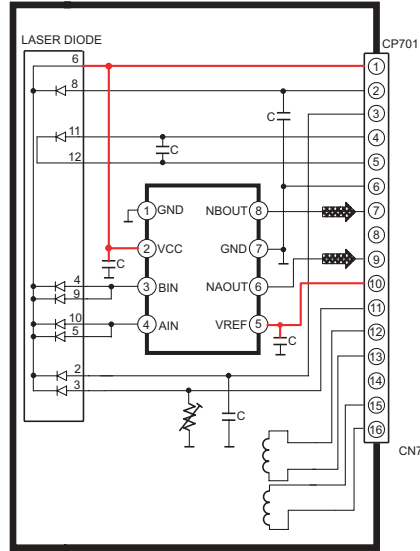 LASER DIODE
CP701
6
8
11
12
4
9
10
5
2
3
C
C
C
C
C
1 GND
2 VCC
3 BIN
4 AIN
NBOUT 8
GND 7
NAOUT 6
VREF 5
1
2
3
4
5
6
7
8
9
10
11
12
13
14
15
16
CN7